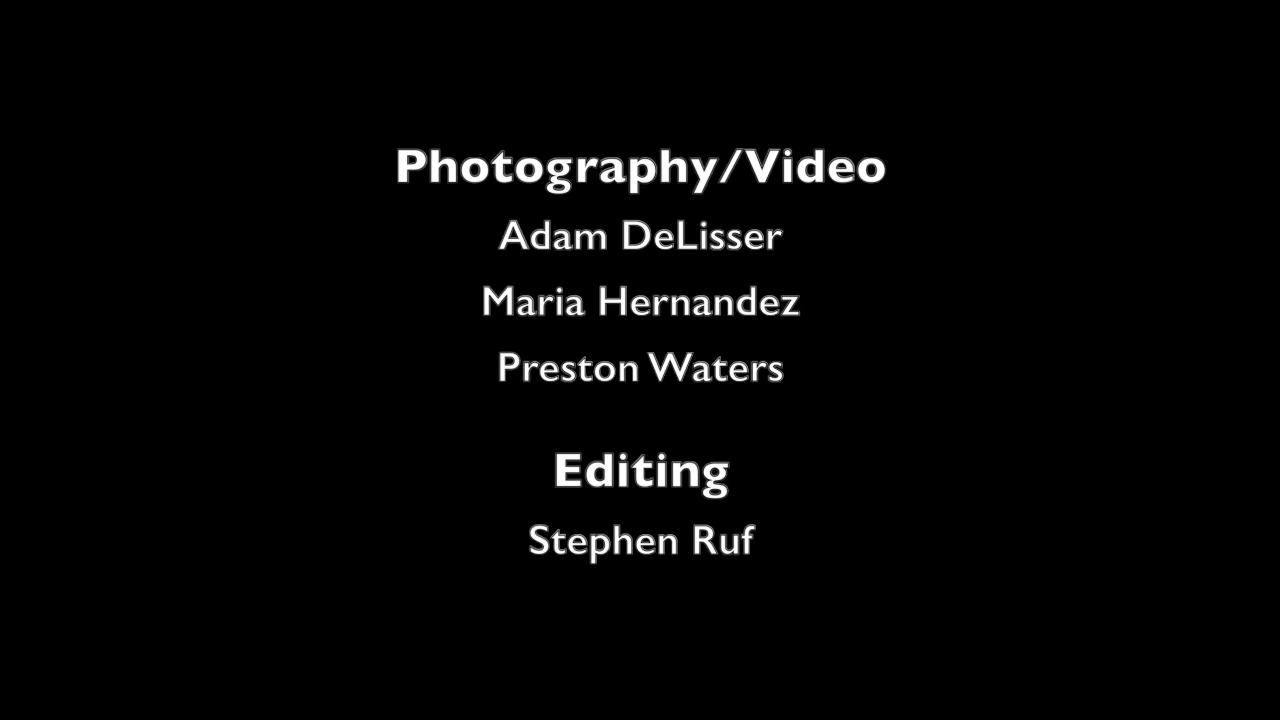 Photography/Video
Adam DeLisser
Maria Hernandez
Preston Waters
Editing
Stephen Ruf